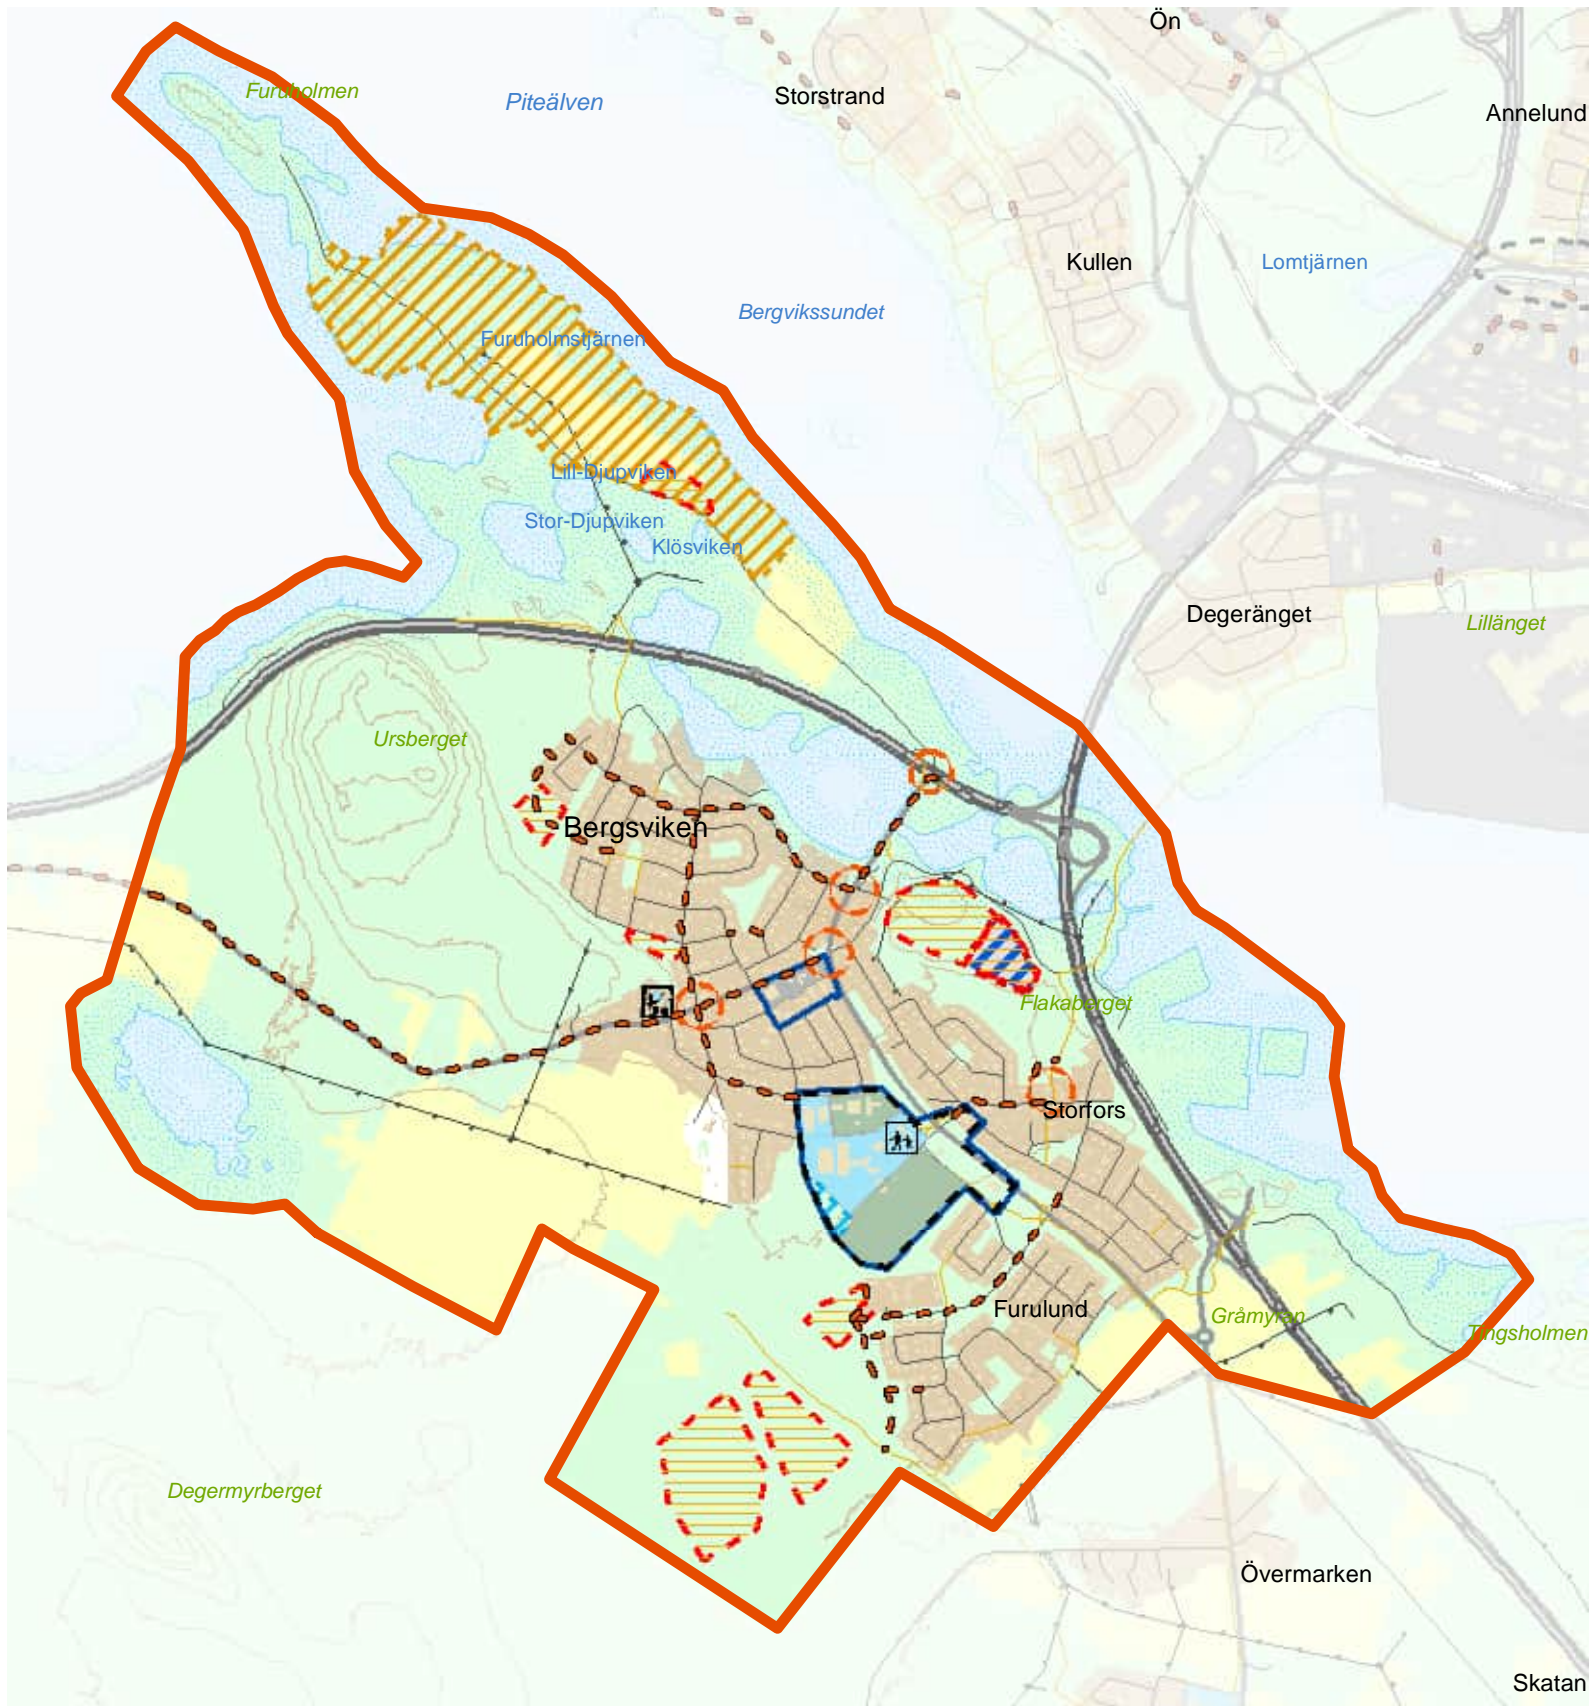 Ön
Furuholmen
Piteälven
Storstrand
Annelund
Kullen
Lomtjärnen
Bergvikssundet
Furuholmstjärnen
Lill-Djupviken
Stor-Djupviken
Klösviken
Degeränget
Lillänget
Ursberget
Bergsviken
Flakaberget
Storfors
Furulund
Gråmyran
Tingsholmen
Degermyrberget
Övermarken
Skatan